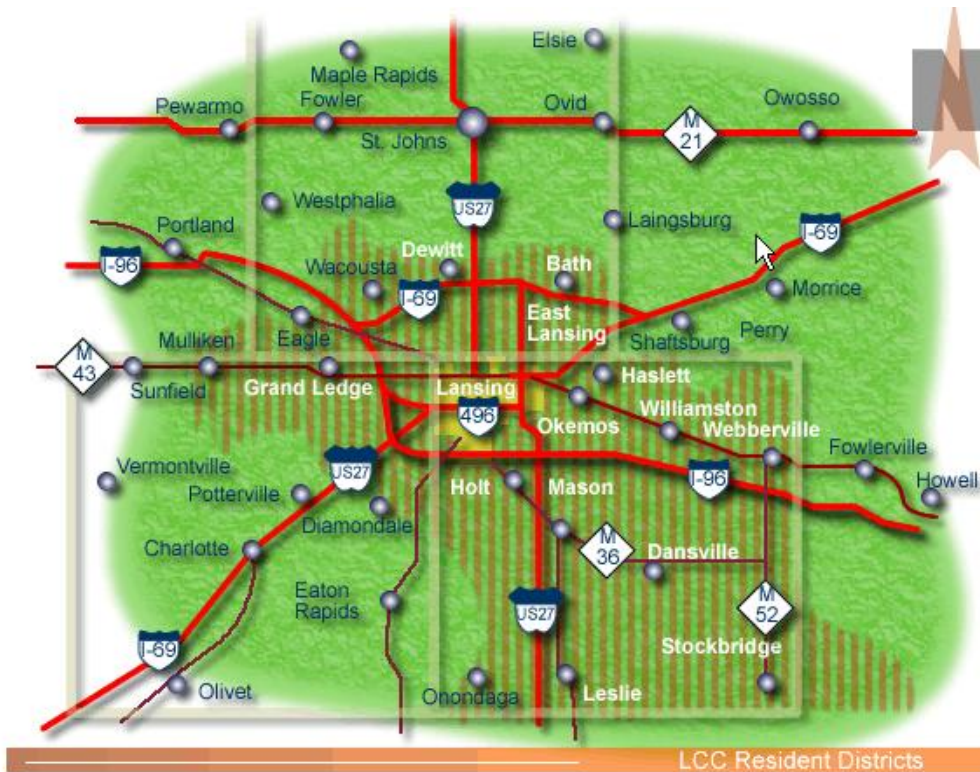 Elsie
Maple Rapids
Pewarmo
Fowler
Ovid
Owosso
St. Johns
M
21
Westphalia
US27
Laingsburg
Portland
I-69
Dewitt
I-96
Wacousta
Bath
I-69
Morrice
East
Lansing
Mulliken
Eagle
Shaftsburg
Perry
M
43
Sunfield
Grand Ledge
Lansing
Haslett
496
Williamston
Okemos
Webberville
Fowlerville
Vermontville
US27
Potterville
Holt
Mason
I-96
Howell
Diamondale
Charlotte
M
36
Dansville
Eaton
Rapids
US27
M
52
I-69
Stockbridge
Olivet
Onondaga
Leslie
LCC Resident Districts